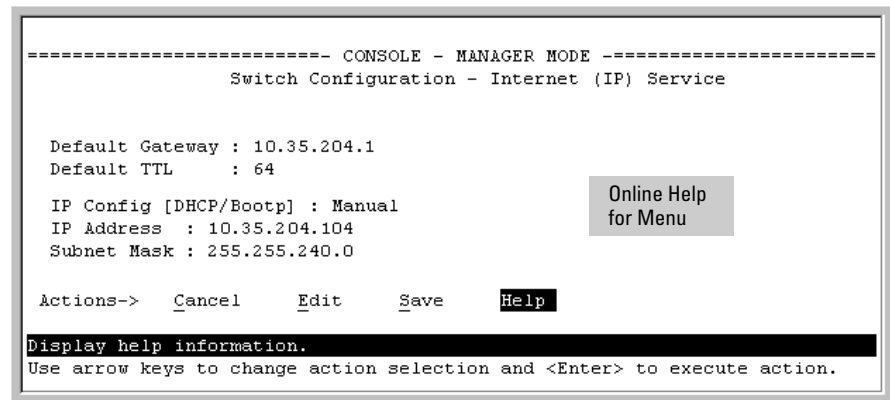 ===========================- CONSOLE - MANAGER MODE -========================
Switch Configuration - Internet (IP) Service
Default Gateway : 10.35.204.1
Default TTL     : 64
Online Help
for Menu
IP Config [DHCP/Bootp] : Manual
IP Address  : 10.35.204.104
Subnet Mask : 255.255.240.0
Actions->   Cancel     Edit     Save     Help
Display help information.
Use arrow keys to change action selection and <Enter> to execute action.